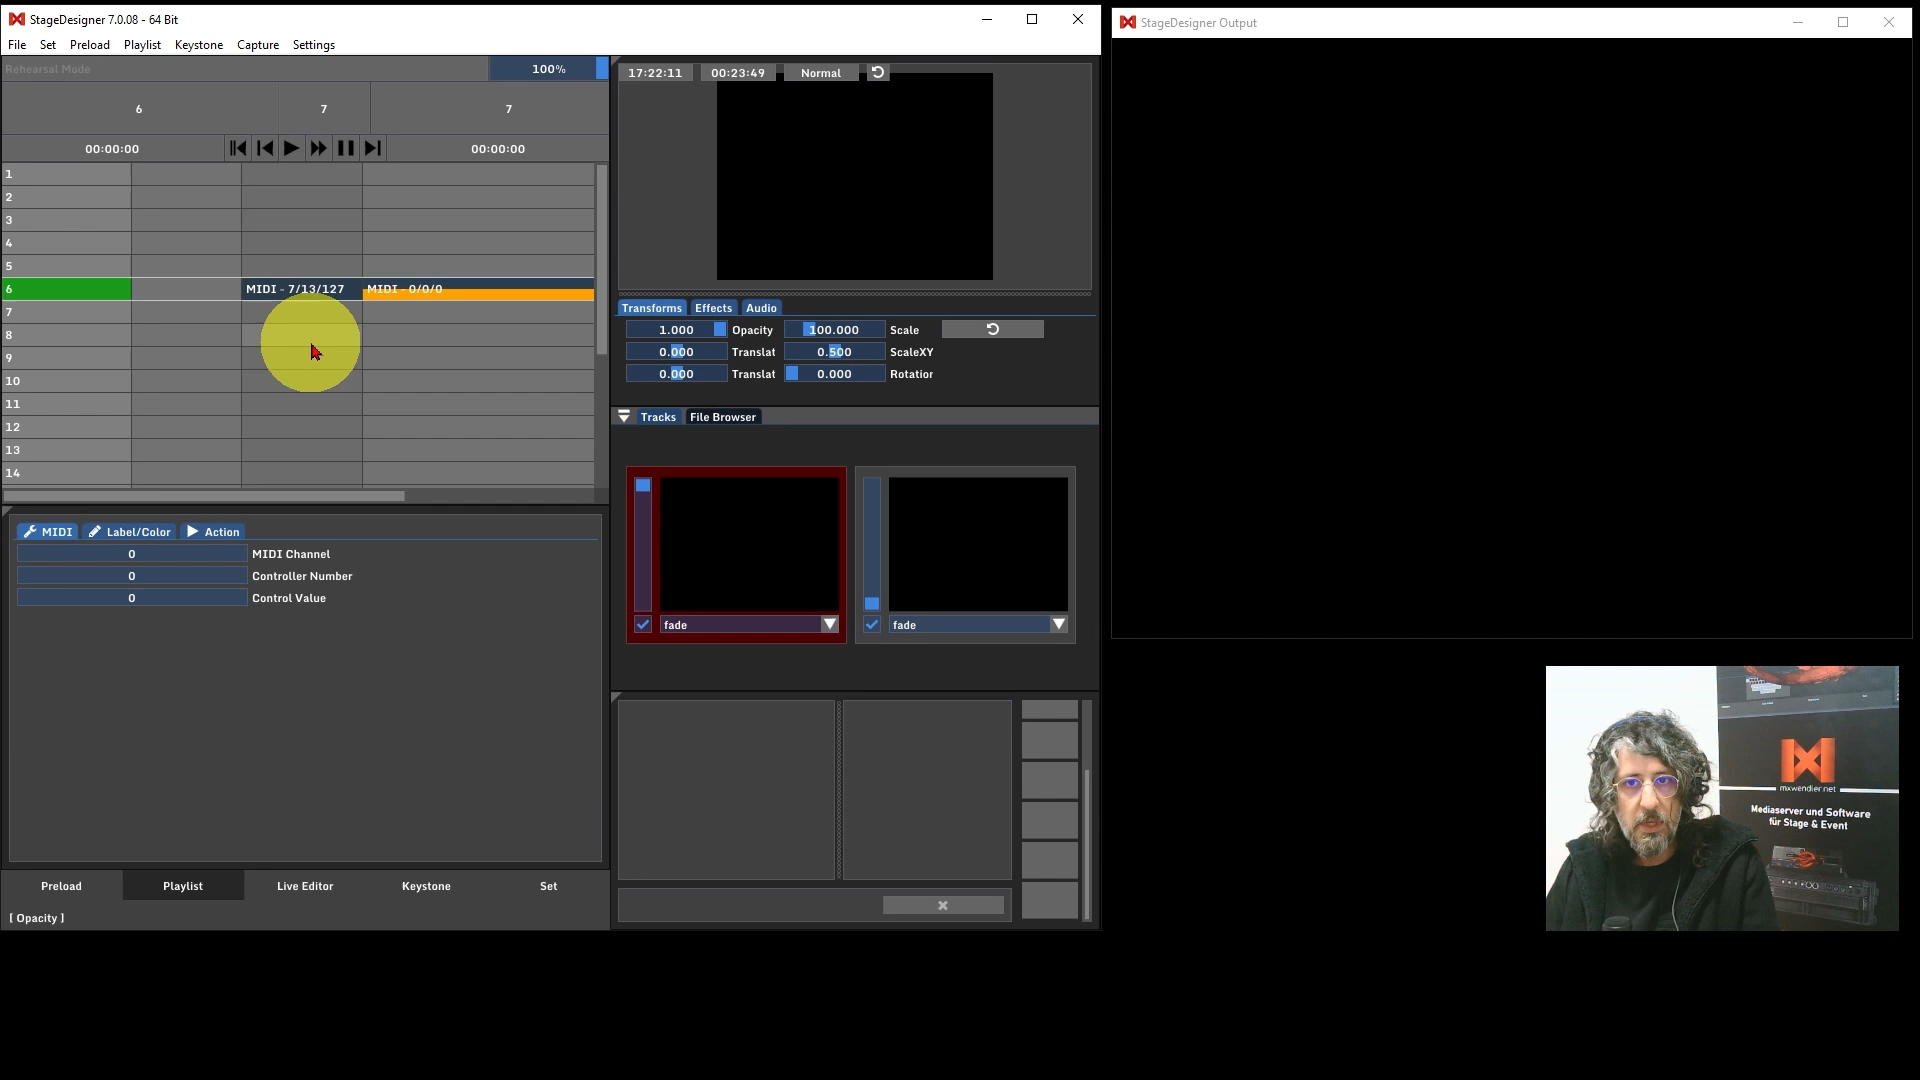 StageDesigner 7.0.08 - 64 Bit
File Set Preload Playlist Keystone Capture Settings
Rehearsal Mode 100%
6 7 7
00:00:00 00:00:00
1
2
3
4
5
6 MIDI - 7/13/127 MIDI - 0/0/0
7
8
9
10
11
12
13
14
MIDI Label/Color Action
0 MIDI Channel
0 Controller Number
0 Control Value
Preload Playlist Live Editor Keystone Set
[ Opacity ]
17:22:11 00:23:49 Normal
Transforms Effects Audio
1.000 Opacity 100.000 Scale
0.000 Translat 0.500 ScaleXY
0.000 Translat 0.000 Rotatior
Tracks File Browser
fade fade
StageDesigner Output
mxwendler.net
Mediaserver und Software
für Stage & Event